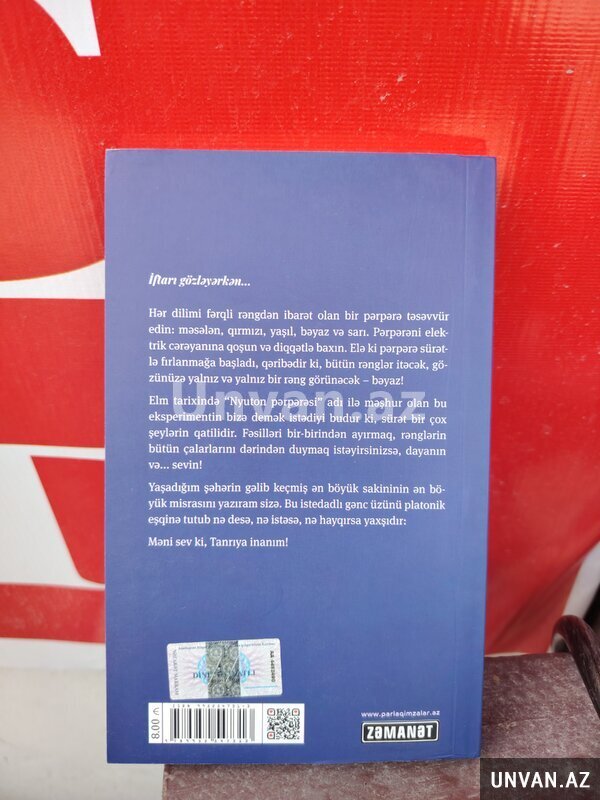 İftarı gözləyərkən...
Hər dilimi fərqli rəngdən ibarət olan bir pərpərə təsəvvür
edin: məsələn, qırmızı, yaşıl, bəyaz və sarı. Pərpərəni elek-
trik cərəyanına qoşun və diqqətlə baxın. Elə ki pərpərə sürət-
lə fırlanmağa başladı, qəribədir ki, bütün rənglər itəcək, gö-
zünüzə yalnız və yalnız bir rəng görünəcək – bəyaz!
Elm tarixində “Nyuton pərpərəsi” adı ilə məşhur olan bu
eksperimentin bizə demək istədiyi budur ki, sürət bir çox
şeylərin qatilidir. Fəsilləri bir-birindən ayırmaq, rənglərin
bütün çalarlarını dərindən duymaq istəyirsinizsə, dayanın
və... sevin!
Yaşadığım şəhərin gəlib keçmiş ən böyük sakininin ən bö-
yük misrasını yazıram sizə. Bu istedadlı gənc üzünü platonik
eşqinə tutub nə desə, nə istəsə, nə hayqırsa yaxşıdır:
Məni sev ki, Tanrıya inanım!
Unvan.az
8.00
www.parlaqimzalar.az
ZƏMANƏT
UNVAN.AZ